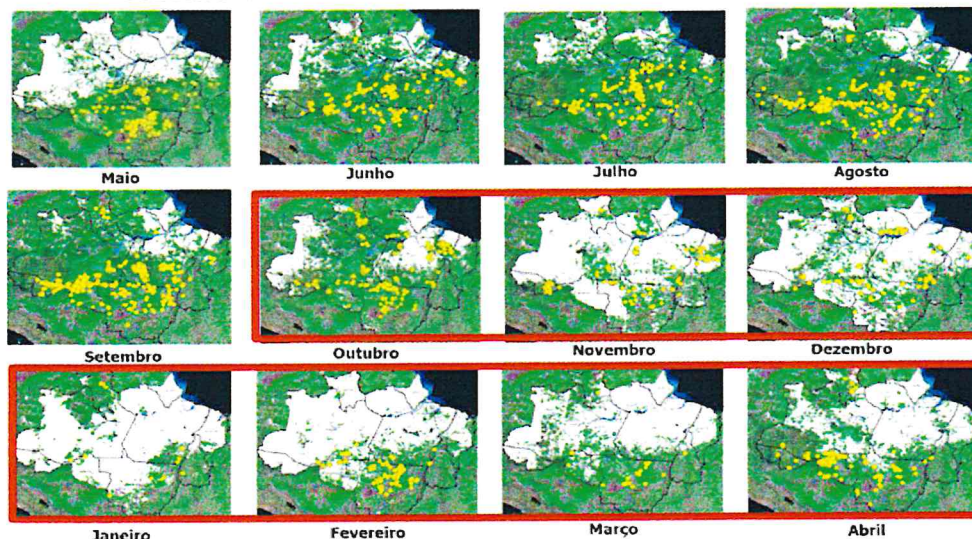 Maio
Junho
Julho
Agosto
Setembro
Outubro
Novembro
Dezembro
Janeiro
Fevereiro
Março
Abril